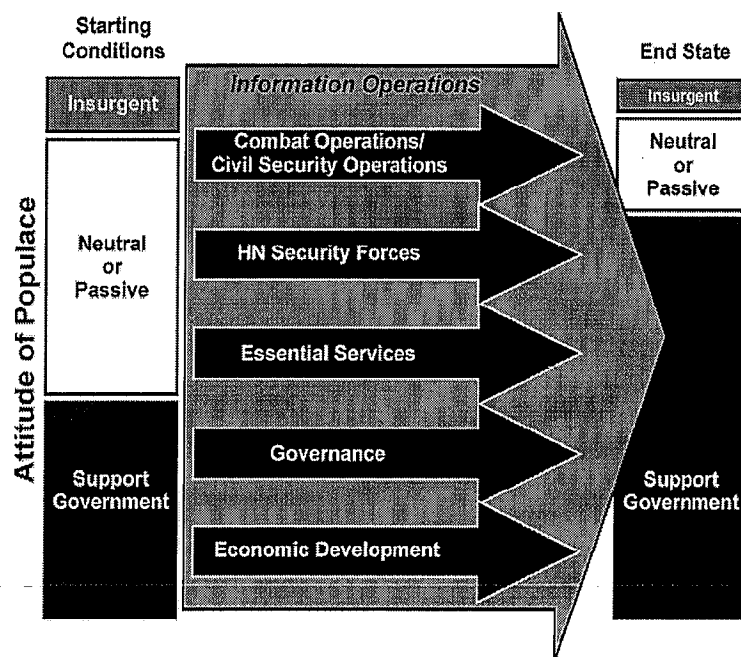 Starting
Conditions
Attitude of Populace
Insurgent
Neutral
or
Passive
Support
Government
Information Operations
Combat Operations/
Civil Security Operations
HN Security Forces
Essential Services
Governance
Economic Development
End State
Insurgent
Neutral
or
Passive
Support
Government